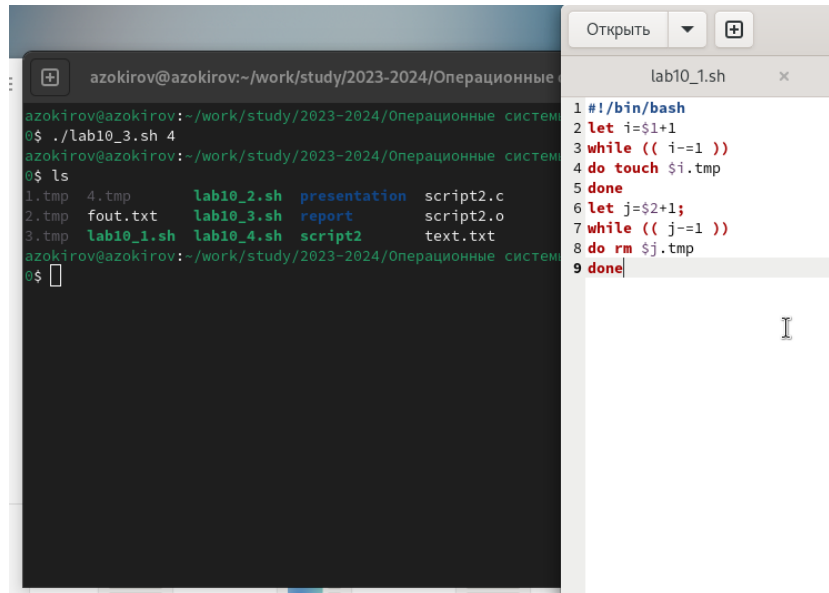 azokirov@azokirov:~/work/study/2023-2024/Операционные
azokirov@azokirov:~/work/study/2023-2024/Операционные систем
0$ ./lab10_3.sh 4
azokirov@azokirov:~/work/study/2023-2024/Операционные систем
0$ ls
1.tmp 4.tmp lab10_2.sh presentation script2.c
2.tmp fout.txt lab10_3.sh report script2.o
3.tmp lab10_1.sh lab10_4.sh script2 text.txt
azokirov@azokirov:~/work/study/2023-2024/Операционные систем
0$
Открыть
lab10_1.sh
1 #!/bin/bash
2 let i=$1+1
3 while (( i-=1 ))
4 do touch $i.tmp
5 done
6 let j=$2+1;
7 while (( j-=1 ))
8 do rm $j.tmp
9 done